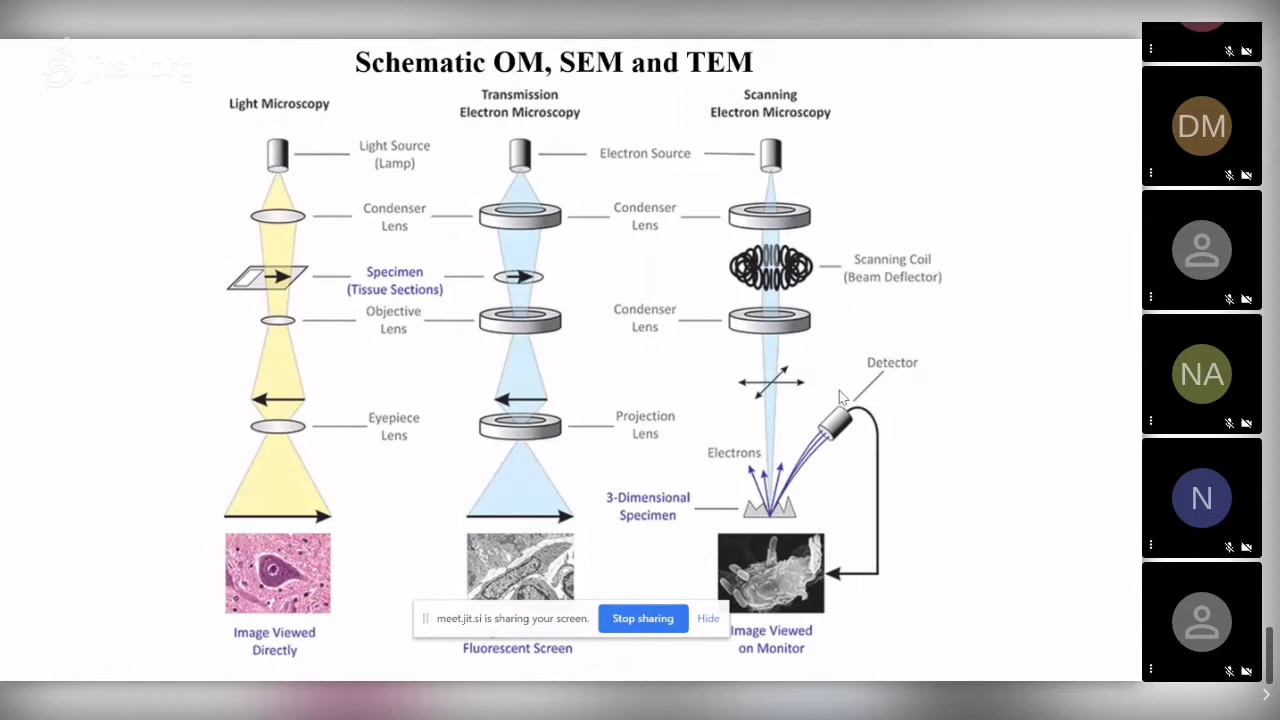 Jitsi.org
Schematic OM, SEM and TEM
Light Microscopy
Transmission
Electron Microscopy
Scanning
Electron Microscopy
Light Source
(Lamp)
Electron Source
Condenser
Lens
Condenser
Lens
Specimen
(Tissue Sections)
Scanning Coil
(Beam Deflector)
Objective
Lens
Condenser
Lens
Detector
Eyepiece
Lens
Projection
Lens
Electrons
3-Dimensional
Specimen
meet.jit.si is sharing your screen.
Stop sharing
Hide
Image Viewed
Directly
Fluorescent Screen
Image Viewed
on Monitor
DM
NA
N